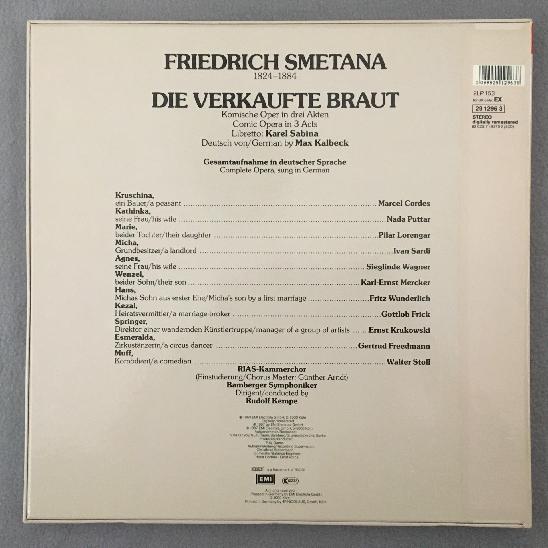 FRIEDRICH SMETANA
1824–1884
DIE VERKAUFTE BRAUT
Komische Oper in drei Akten
Comic Opera in 3 Acts
Libretto: Karel Sabina
Deutsch von/German by Max Kalbeck
Gesamtaufnahme in deutscher Sprache
Complete Opera, sung in German
EX
29 1296 3
STEREO
digitally remastered
Kruschina,
ein Bauer/a peasant Marcel Cordes
Kathinka,
seine Frau/his wife Nada Puttar
Marie,
beider Tochter/their daughter Pilar Lorengar
Micha,
Grundbesitzer/a landlord Ivan Sardi
Agnes,
seine Frau/his wife Sieglinde Wagner
Wenzel,
beider Sohn/their son Karl-Ernst Mercker
Hans,
Michas Sohn aus erster Ehe/Micha's son by a first marriage Fritz Wunderlich
Kezal,
Heiratsvermittler/a marriage-broker Gottlob Frick
Springer,
Direktor einer wandernden Künstlertruppe/manager of a group of artists Ernst Krukowski
Esmeralda,
Zirkustänzerin/a circus dancer Gertrud Freedmann
Muff,
Komödiant/a comedian Walter Stoll
RIAS-Kammerchor
(Einstudierung/Chorus Master: Günther Arndt)
Bamberger Symphoniker
Dirigent/conducted by
Rudolf Kempe
EMI